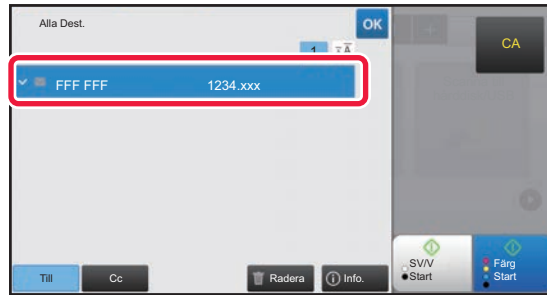 Alla Dest.
OK
CA
1
FFF FFF 1234.xxx
SV/V
Start
Färg
Start
Till
Cc
Radera
Info.